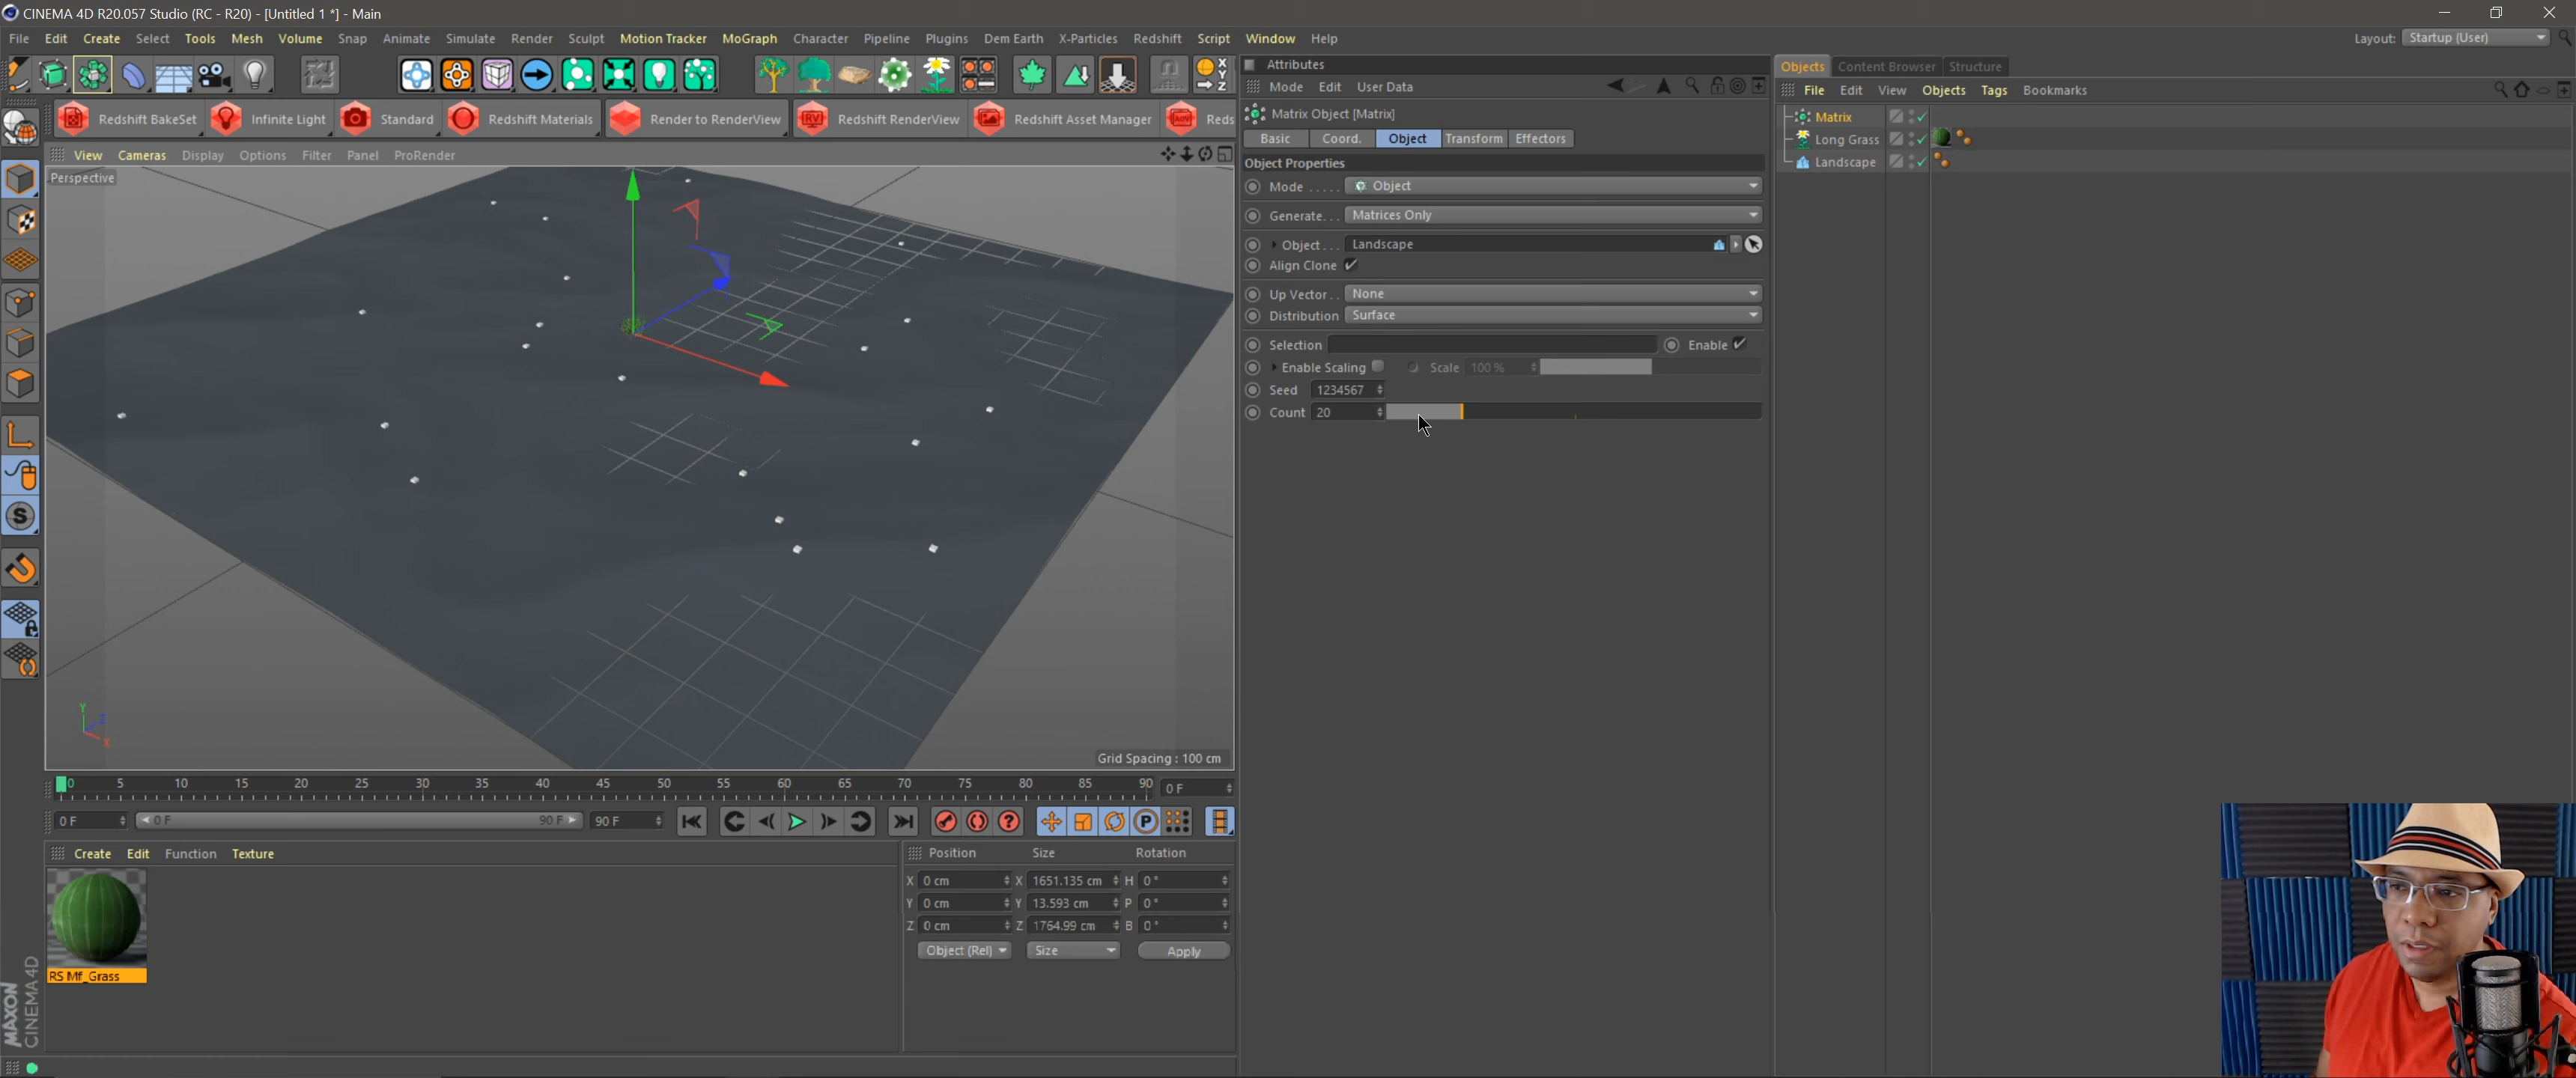 CINEMA 4D R20.057 Studio (RC - R20) - [Untitled 1 *] - Main
File Edit Create Select Tools Mesh Volume Snap Animate Simulate Render Sculpt Motion Tracker MoGraph Character Pipeline Plugins Dem Earth X-Particles Redshift Script Window Help
Layout: Startup (User)
Attributes
Objects Content Browser Structure
Mode Edit User Data
File Edit View Objects Tags Bookmarks
Matrix Object [Matrix]
Basic Coord. Object Transform Effectors
Matrix
Long Grass
Landscape
Redshift BakeSet Infinite Light Standard Redshift Materials Render to RenderView Redshift RenderView Redshift Asset Manager Reds
View Cameras Display Options Filter Panel ProRender
Perspective
Object Properties
Mode ..... Object
Generate... Matrices Only
Object... Landscape
Align Clone
Up Vector.. None
Distribution Surface
Selection Enable
Enable Scaling Scale 100 %
Seed 1234567
Count 20
Y Z X
Grid Spacing : 100 cm
0 5 10 15 20 25 30 35 40 45 50 55 60 65 70 75 80 85 90 0 F
0 F 0 F 90 F 90 F
Create Edit Function Texture
Position Size Rotation
X 0 cm X 1651.135 cm H 0 °
Y 0 cm Y 13.593 cm P 0 °
Z 0 cm Z 1764.99 cm B 0 °
Object (Rel) Size Apply
RS Mf_Grass
MAXON
CINEMA 4D